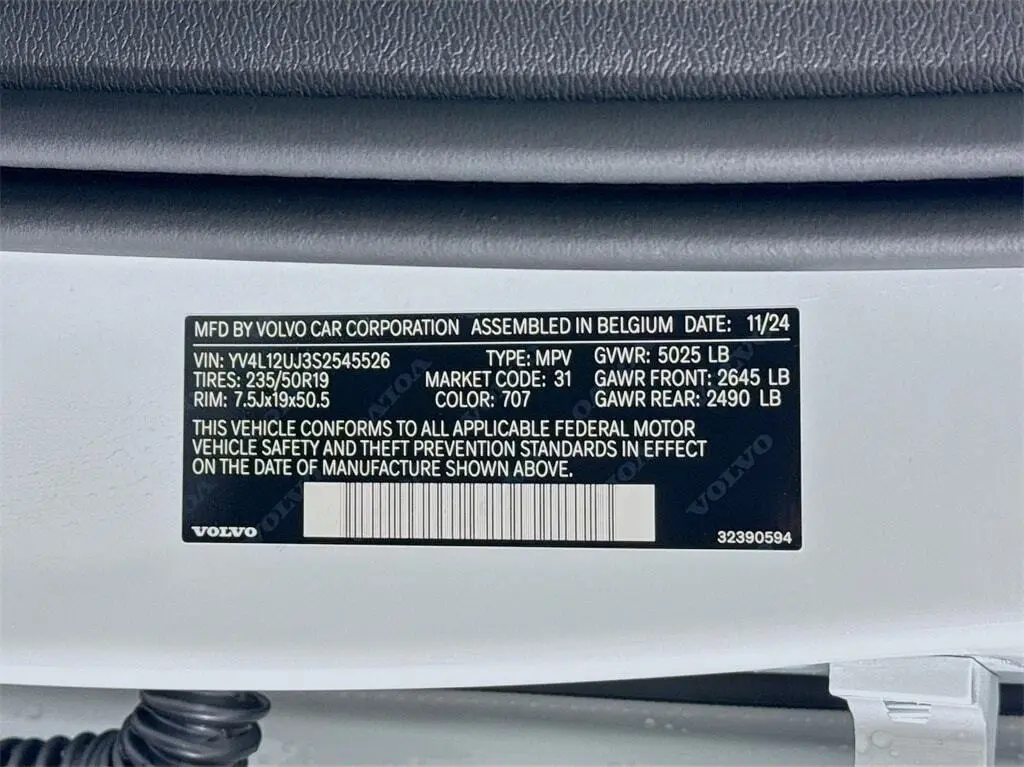 MFD BY VOLVO CAR CORPORATION ASSEMBLED IN BELGIUM DATE: 11/24
VIN: YV4L12UJ3S2545526 TYPE: MPV GVWR: 5025 LB
TIRES: 235/50R19 MARKET CODE: 31 GAWR FRONT: 2645 LB
RIM: 7.5Jx19x50.5 COLOR: 707 GAWR REAR: 2490 LB
THIS VEHICLE CONFORMS TO ALL APPLICABLE FEDERAL MOTOR
VEHICLE SAFETY AND THEFT PREVENTION STANDARDS IN EFFECT
ON THE DATE OF MANUFACTURE SHOWN ABOVE.
VOLVO
VOLVO
VOLVO
VOLVO 32390594